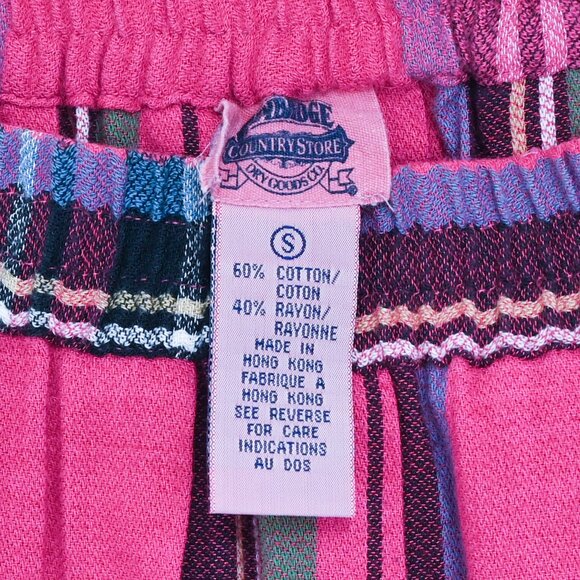 COUNTRY STORE
DRY GOODS CO.
®
S
60% COTTON/
COTON
40% RAYON/
RAYONNE
MADE IN
HONG KONG
FABRIQUE A
HONG KONG
SEE REVERSE
FOR CARE
INDICATIONS
AU DOS